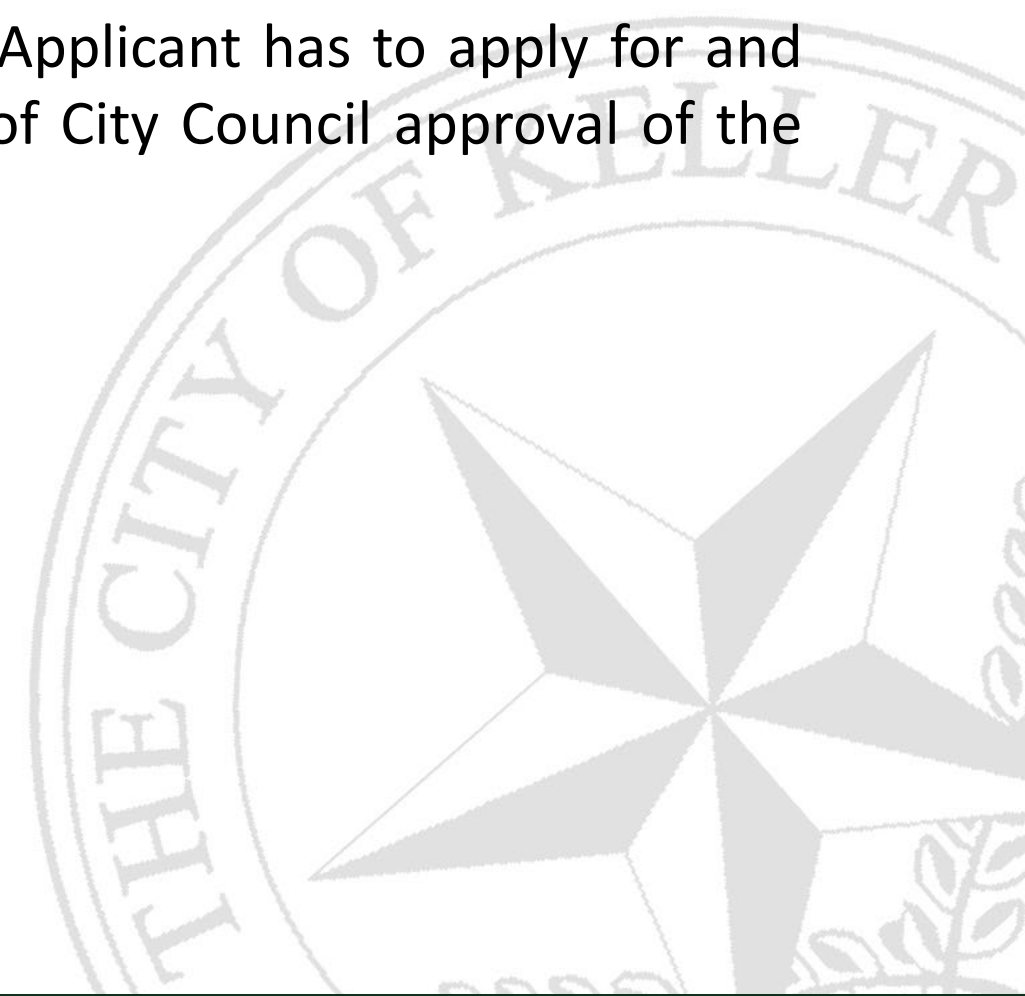 Applicant has to apply for and
of City Council approval of the
THE CITY OF KELLER